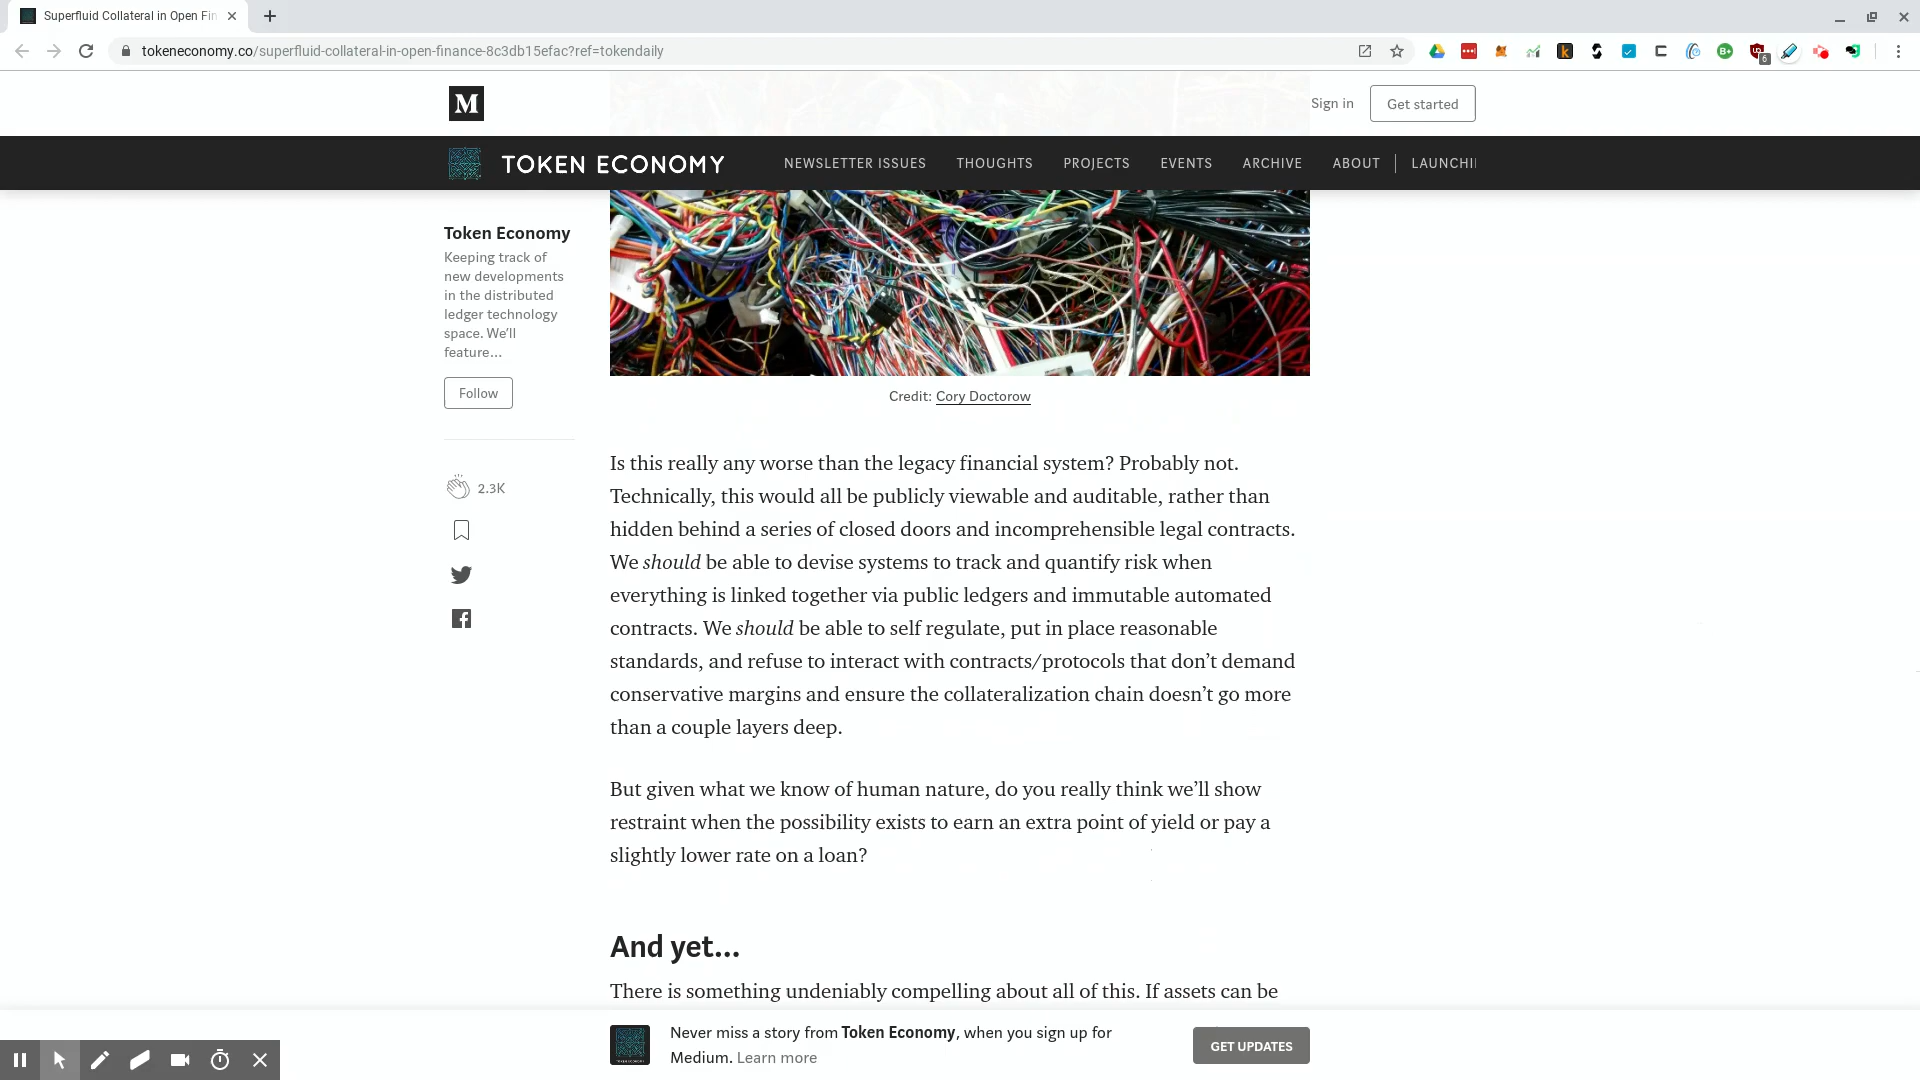 Superfluid Collateral in Open Fin
tokeneconomy.co/superfluid-collateral-in-open-finance-8c3db15efac?ref=tokendaily
M
Sign in
Get started
TOKEN ECONOMY
NEWSLETTER ISSUES
THOUGHTS
PROJECTS
EVENTS
ARCHIVE
ABOUT
LAUNCHI
Token Economy
Keeping track of
new developments
in the distributed
ledger technology
space. We’ll
feature…
Follow
2.3K
Credit: Cory Doctorow
Is this really any worse than the legacy financial system? Probably not.
Technically, this would all be publicly viewable and auditable, rather than
hidden behind a series of closed doors and incomprehensible legal contracts.
We should be able to devise systems to track and quantify risk when
everything is linked together via public ledgers and immutable automated
contracts. We should be able to self regulate, put in place reasonable
standards, and refuse to interact with contracts/protocols that don’t demand
conservative margins and ensure the collateralization chain doesn’t go more
than a couple layers deep.
But given what we know of human nature, do you really think we’ll show
restraint when the possibility exists to earn an extra point of yield or pay a
slightly lower rate on a loan?
And yet…
There is something undeniably compelling about all of this. If assets can be
Never miss a story from Token Economy, when you sign up for
Medium. Learn more
GET UPDATES